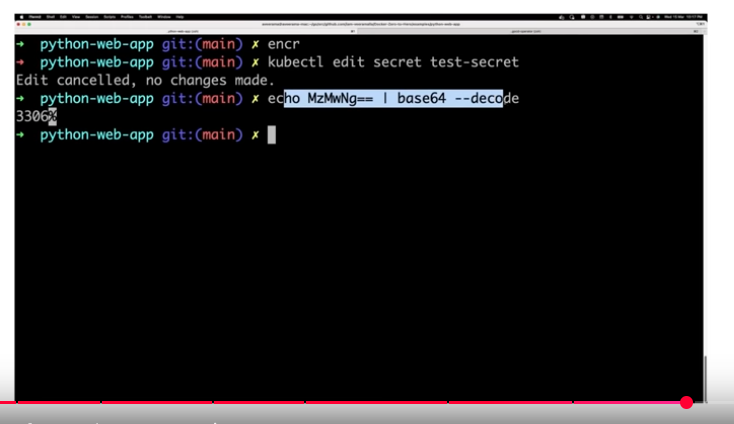 → python-web-app git:(main) ✗ encr
→ python-web-app git:(main) ✗ kubectl edit secret test-secret
Edit cancelled, no changes made.
→ python-web-app git:(main) ✗ echo MzMwNg== | base64 --decode
3306%
→ python-web-app git:(main) ✗